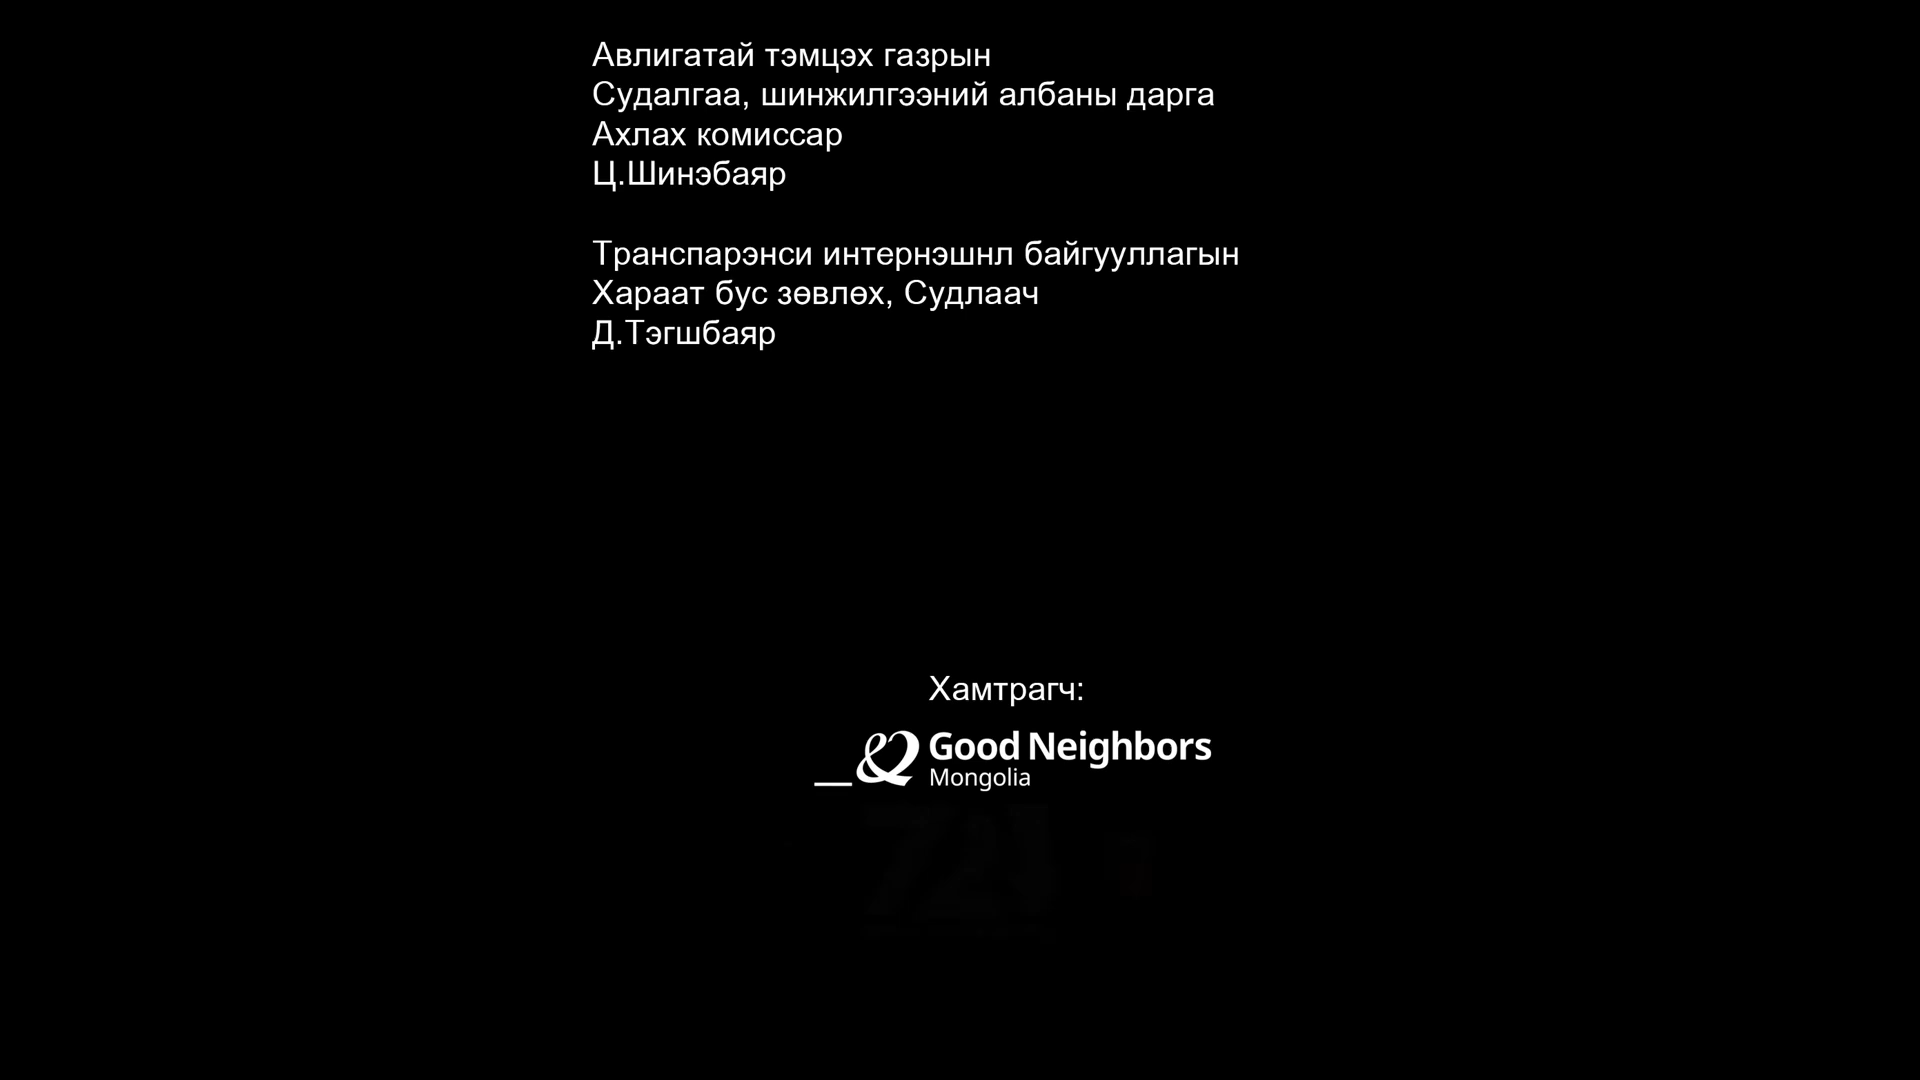 Авлигатай тэмцэх газрын
Судалгаа, шинжилгээний албаны дарга
Ахлах комиссар
Ц.Шинэбаяр
Транспарэнси интернэшнл байгууллагын
Хараат бус зөвлөх, Судлаач
Д.Тэгшбаяр
Хамтрагч:
Good Neighbors
Mongolia